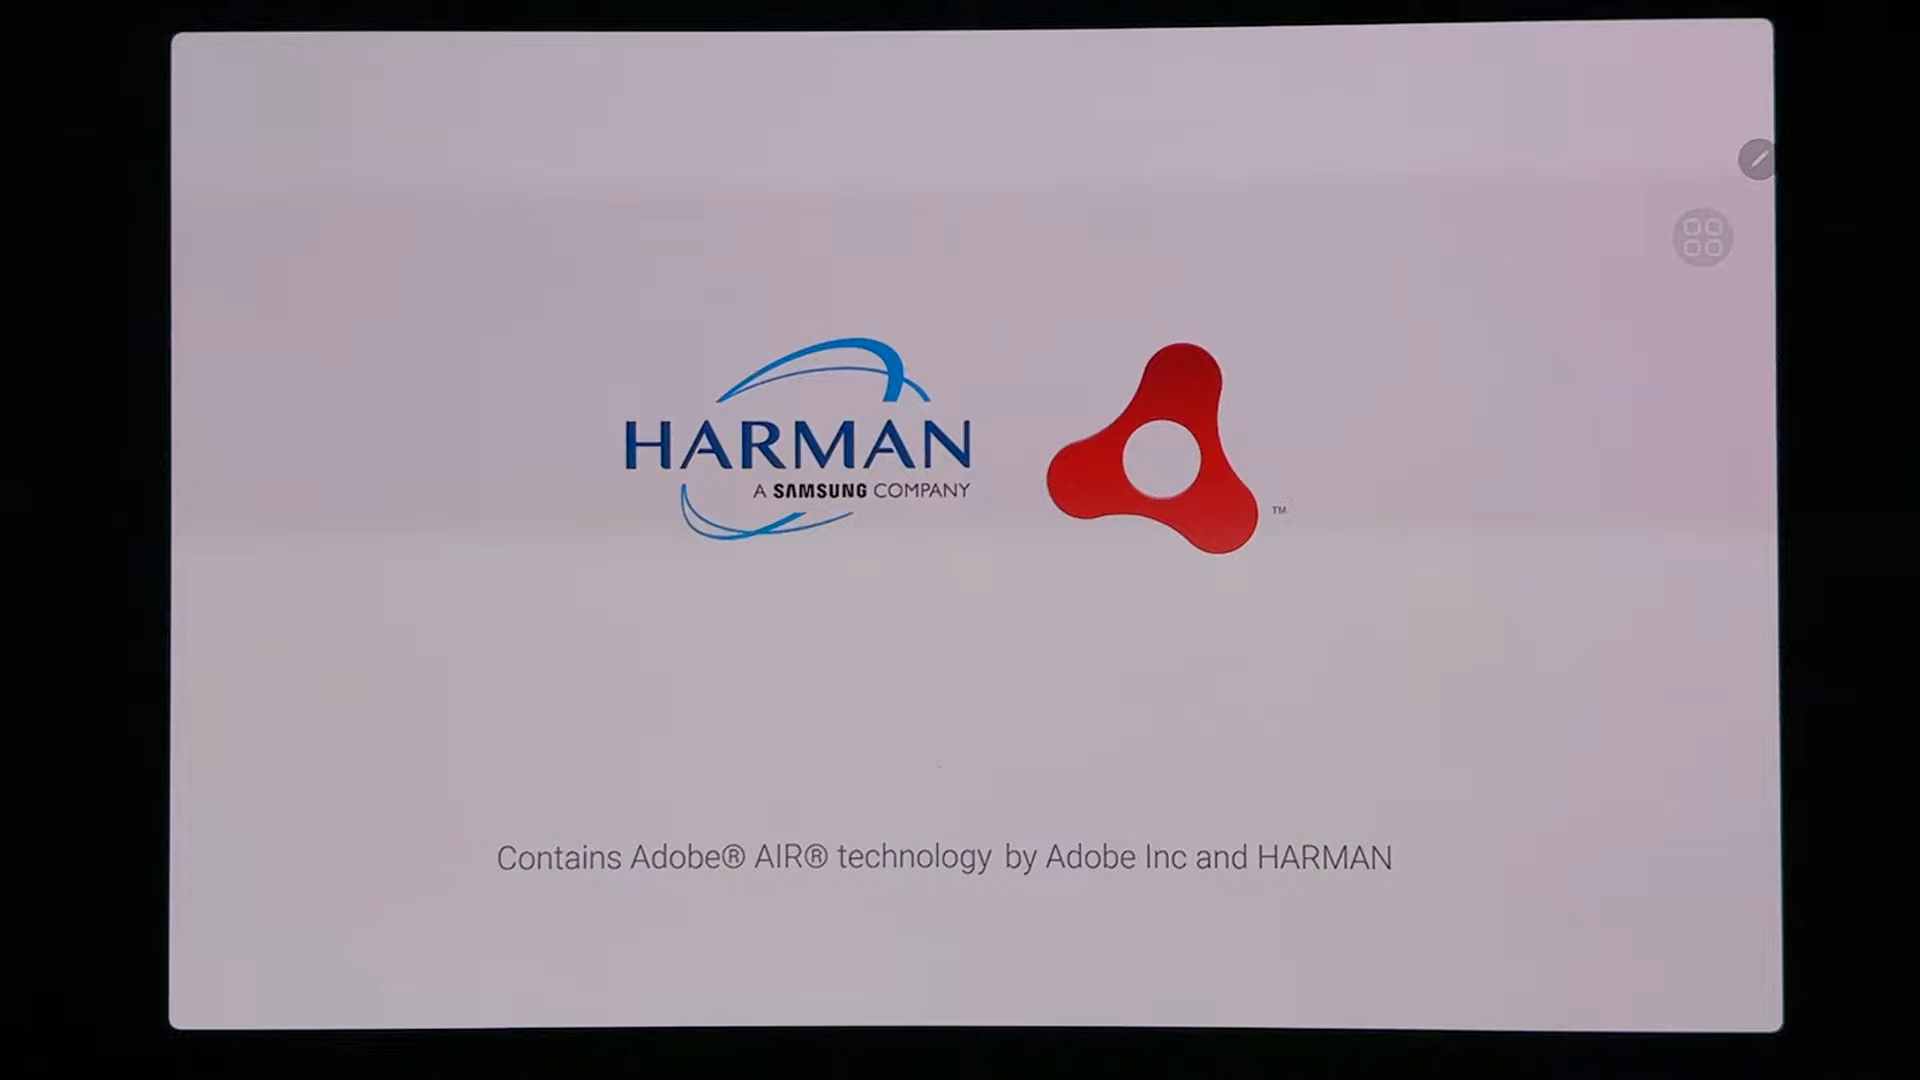 HARMAN
A SAMSUNG COMPANY
TM
Contains Adobe® AIR® technology by Adobe Inc and HARMAN